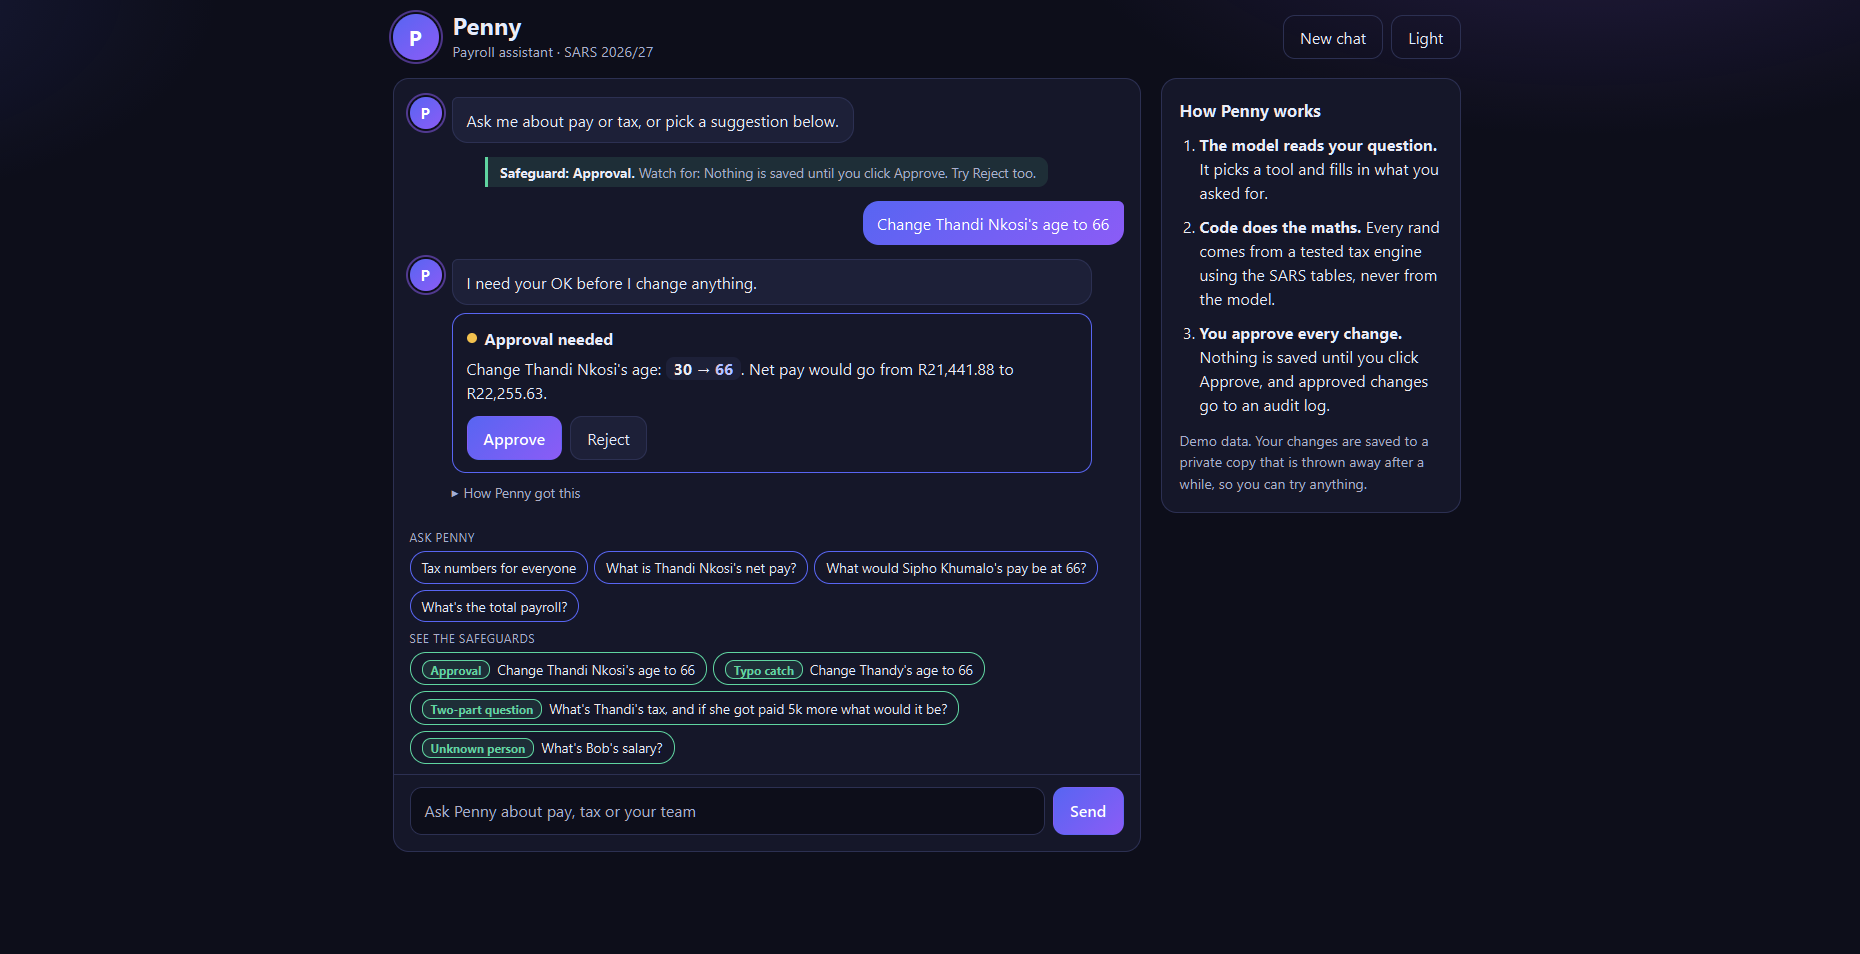 P
Penny
Payroll assistant · SARS 2026/27
New chat
Light
P
Ask me about pay or tax, or pick a suggestion below.
Safeguard: Approval. Watch for: Nothing is saved until you click Approve. Try Reject too.
Change Thandi Nkosi's age to 66
P
I need your OK before I change anything.
Approval needed
Change Thandi Nkosi's age: 30 → 66. Net pay would go from R21,441.88 to
R22,255.63.
Approve
Reject
▸ How Penny got this
ASK PENNY
Tax numbers for everyone
What is Thandi Nkosi's net pay?
What would Sipho Khumalo's pay be at 66?
What's the total payroll?
SEE THE SAFEGUARDS
Approval Change Thandi Nkosi's age to 66
Typo catch Change Thandy's age to 66
Two-part question What's Thandi's tax, and if she got paid 5k more what would it be?
Unknown person What's Bob's salary?
Ask Penny about pay, tax or your team
Send
How Penny works
1. The model reads your question.
It picks a tool and fills in what you
asked for.
2. Code does the maths. Every rand
comes from a tested tax engine
using the SARS tables, never from
the model.
3. You approve every change.
Nothing is saved until you click
Approve, and approved changes
go to an audit log.
Demo data. Your changes are saved to a
private copy that is thrown away after a
while, so you can try anything.